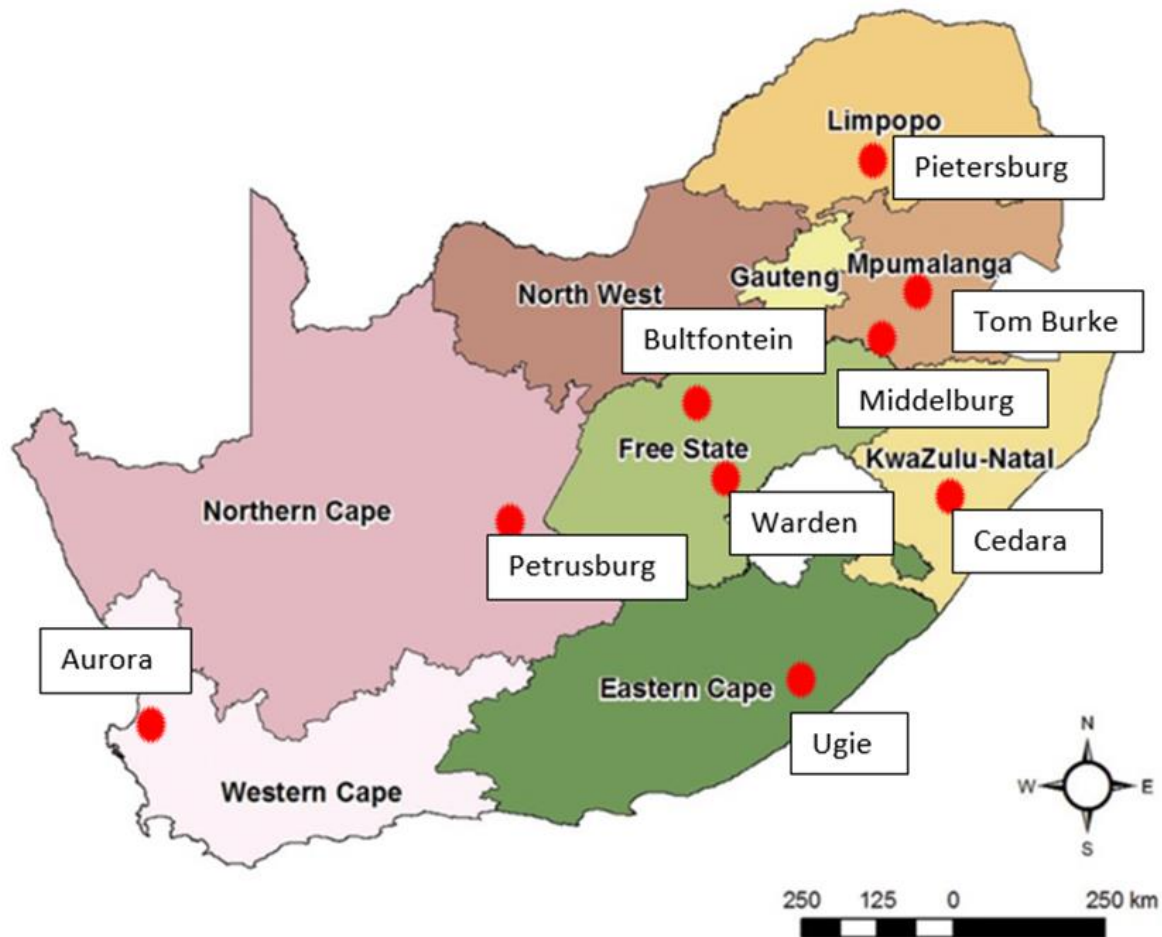 Limpopo
Pietersburg
Mpumalanga
Gauteng
North West
Tom Burke
Bultfontein
Middelburg
Free State
KwaZulu-Natal
Northern Cape
Warden
Cedara
Petrusburg
Aurora
Eastern Cape
Ugie
Western Cape
N
W E
S
250 125 0 250 km